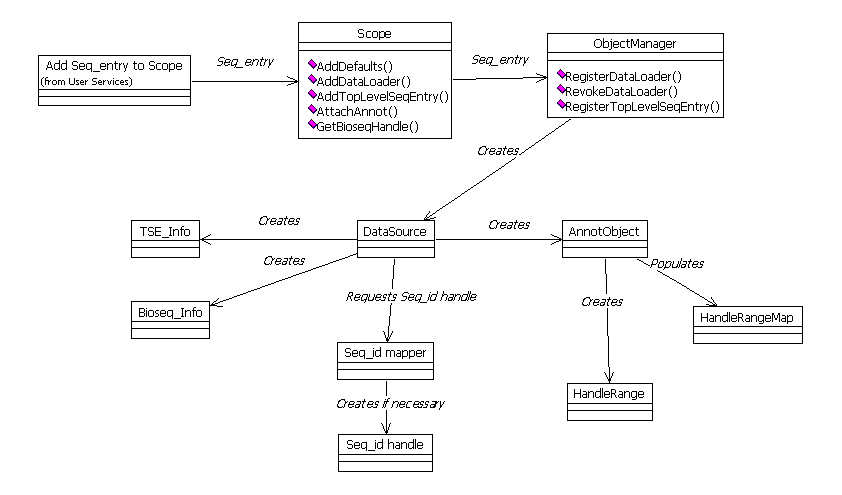 Scope
Add Seq_entry to Scope
(from User Services)
Seq_entry
AddDefaults()
AddDataLoader()
AddTopLevelSeqEntry()
AttachAnnot()
GetBioseqHandle()
Seq_entry
ObjectManager
RegisterDataLoader()
RevokeDataLoader()
RegisterTopLevelSeqEntry()
Creates
TSE_Info
Creates
DataSource
Creates
AnnotObject
Creates
Bioseq_Info
Requests Seq_id handle
Creates
Populates
HandleRangeMap
Seq_id mapper
Creates if necessary
HandleRange
Seq_id handle